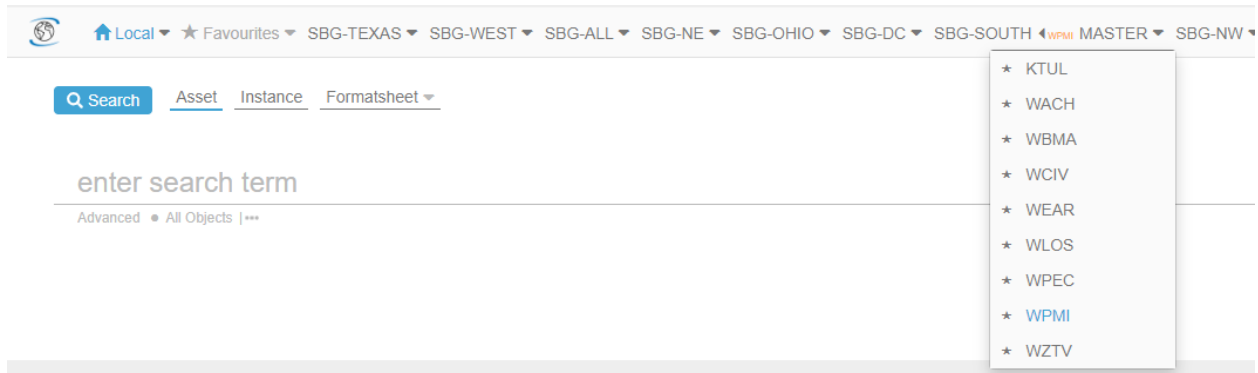 Local Favourites SBG-TEXAS SBG-WEST SBG-ALL SBG-NE SBG-OHIO SBG-DC SBG-SOUTH WPMI MASTER SBG-NW
Search Asset Instance Formatsheet
enter search term
Advanced ● All Objects |•••
KTUL
WACH
WBMA
WCIV
WEAR
WLOS
WPEC
WPMI
WZTV